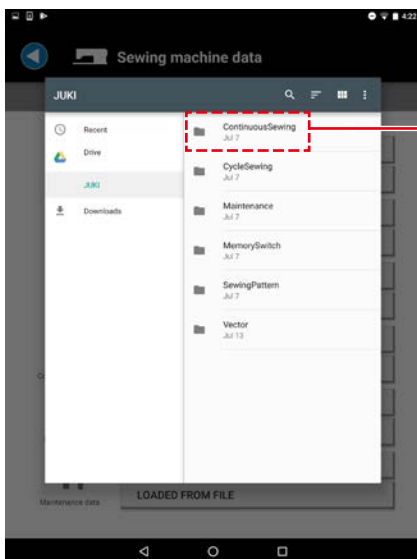 4:22
Sewing machine data
JUKI
Recent
Drive
JUKI
Downloads
ContinuousSewing
Jul 7
CycleSewing
Jul 7
Maintenance
Jul 7
MemorySwitch
Jul 7
SewingPattern
Jul 7
Vector
Jul 13
Maintenance data
LOADED FROM FILE